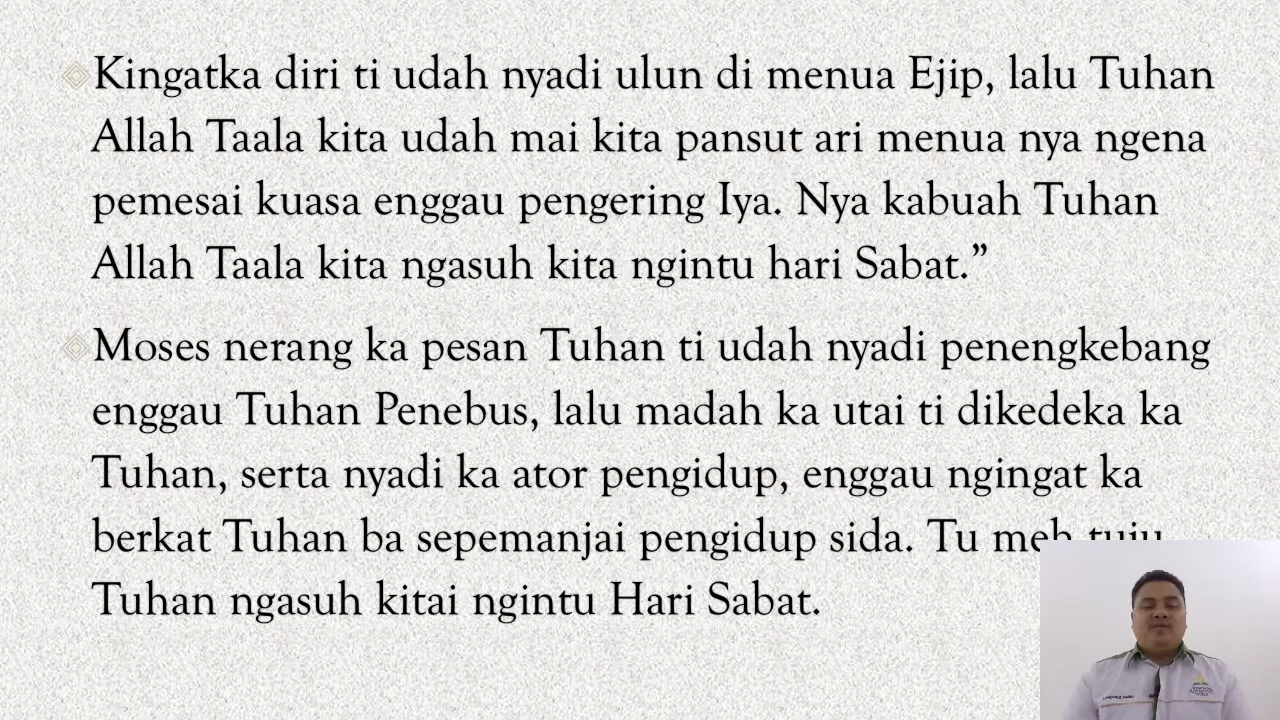 Kingatka diri ti udah nyadi ulun di menua Ejip, lalu Tuhan
Allah Taala kita udah mai kita pansut ari menua nya ngena
pemesai kuasa enggau pengering Iya. Nya kabuah Tuhan
Allah Taala kita ngasuh kita ngintu hari Sabat.”
Moses nerang ka pesan Tuhan ti udah nyadi penengkebang
enggau Tuhan Penebus, lalu madah ka utai ti dikedeka ka
Tuhan, serta nyadi ka ator pengidup, enggau ngingat ka
berkat Tuhan ba sepemanjai pengidup sida. Tu meh tuju
Tuhan ngasuh kitai ngintu Hari Sabat.